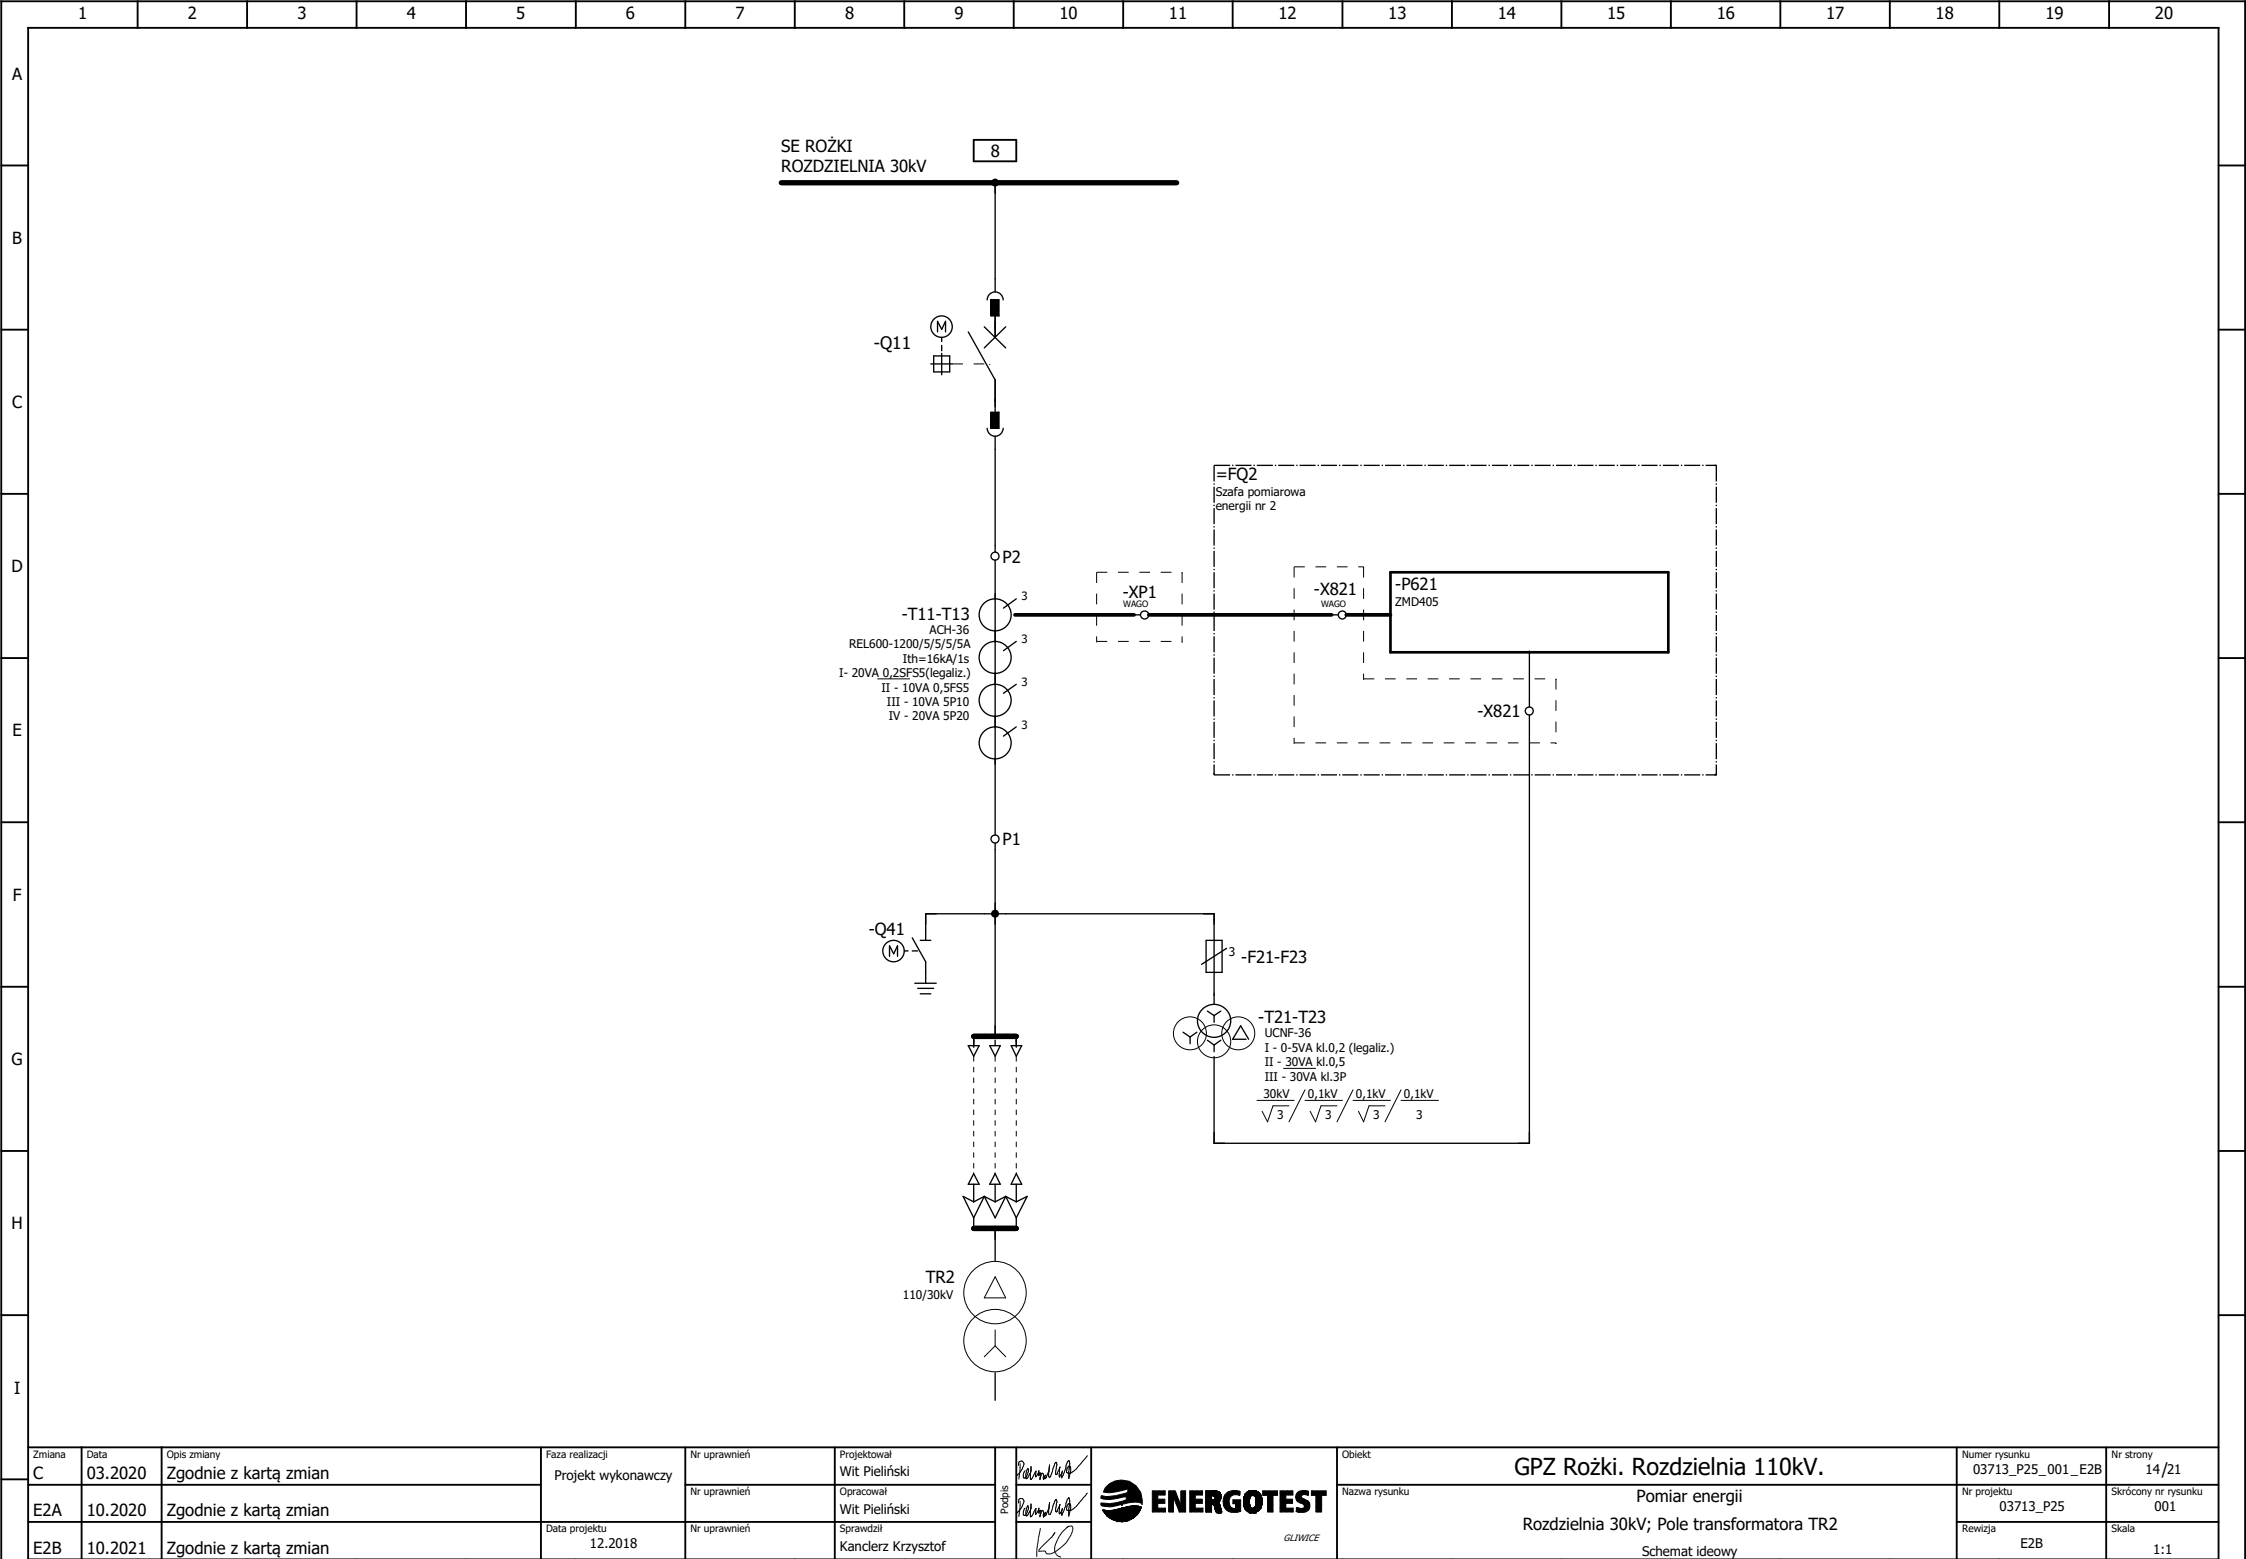 1 2 3 4 5 6 7 8 9 10 11 12 13 14 15 16 17 18 19 20
A
B
C
D
E
F
G
H
I
SE ROŻKI
ROZDZIELNIA 30kV
8
M
-Q11
P2
-T11-T13
ACH-36
REL600-1200/5/5/5/5A
Ith=16kA/1s
I- 20VA 0,2SFS5(legaliz.)
II - 10VA 0,5FS5
III - 10VA 5P10
IV - 20VA 5P20
3
3
3
3
-XP1
WAGO
=FQ2
Szafa pomiarowa
energii nr 2
-X821
WAGO
-P621
ZMD405
-X821
P1
-Q41
M
3 -F21-F23
-T21-T23
UCNF-36
I - 0-5VA kl.0,2 (legaliz.)
II - 30VA kl.0,5
III - 30VA kl.3P
30kV / 0,1kV / 0,1kV / 0,1kV
√3 / √3 / √3 / 3
TR2
110/30kV
Zmiana Data Opis zmiany
C 03.2020 Zgodnie z kartą zmian
E2A 10.2020 Zgodnie z kartą zmian
E2B 10.2021 Zgodnie z kartą zmian
Faza realizacji
Projekt wykonawczy
Data projektu
12.2018
Nr uprawnień
Nr uprawnień
Nr uprawnień
Projektował
Wit Pieliński
Opracował
Wit Pieliński
Sprawdził
Kanclerz Krzysztof
Podpis
ENERGOTEST
GLIWICE
Obiekt
GPZ Rożki. Rozdzielnia 110kV.
Nazwa rysunku
Pomiar energii
Rozdzielnia 30kV; Pole transformatora TR2
Schemat ideowy
Numer rysunku
03713_P25_001_E2B
Nr strony
14/21
Nr projektu
03713_P25
Skrócony nr rysunku
001
Rewizja
E2B
Skala
1:1